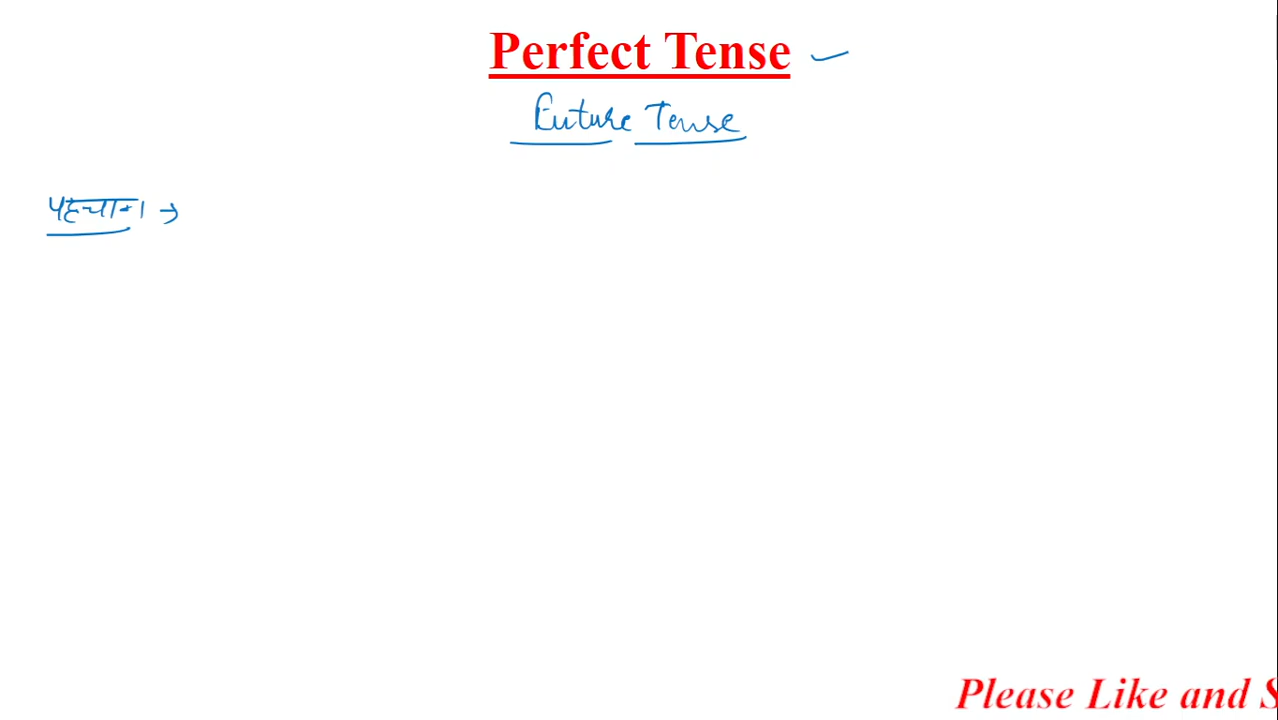 Perfect Tense
Future Tense
पहचान →
Please Like and S